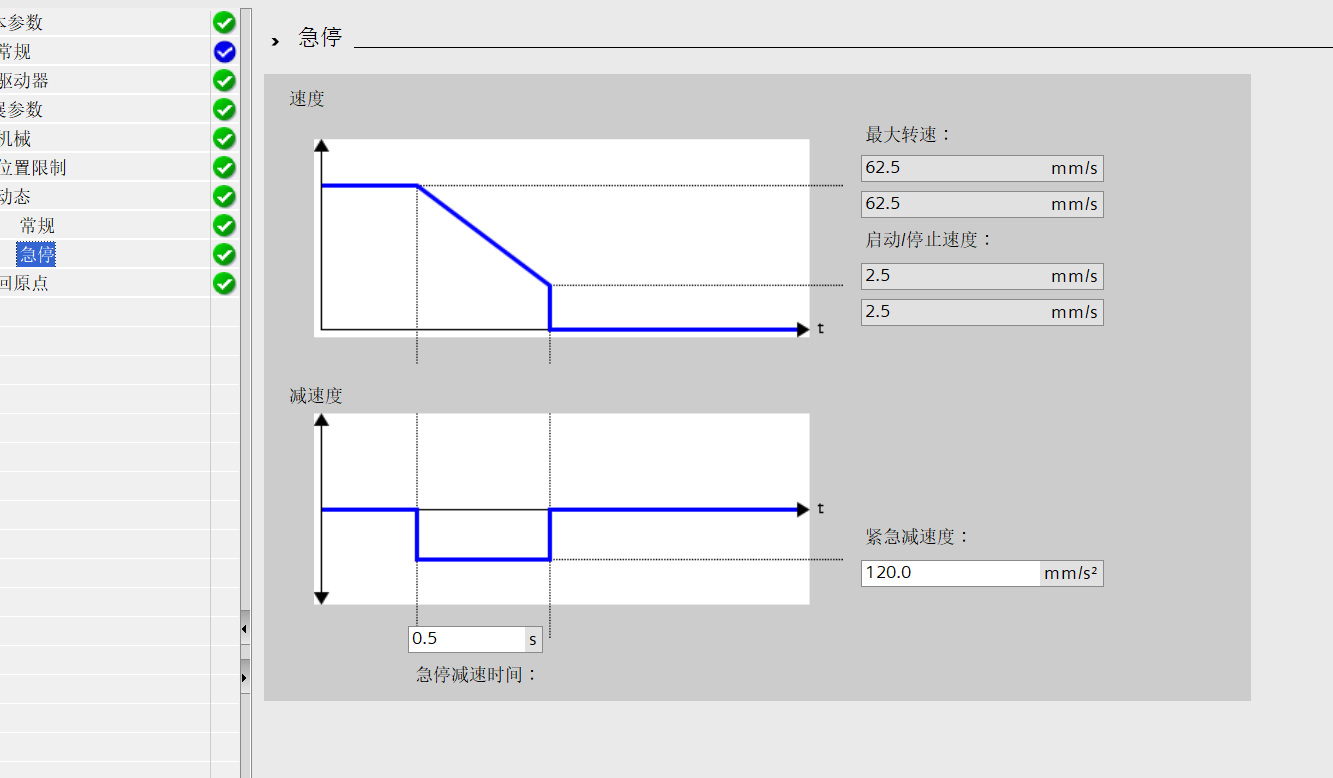 本参数
常规
驱动器
展参数
机械
位置限制
动态
常规
急停
回原点
急停
速度
最大转速：
62.5 mm/s
62.5 mm/s
启动/停止速度：
2.5 mm/s
2.5 mm/s
t
减速度
t
紧急减速度：
120.0 mm/s²
0.5 s
急停减速时间：